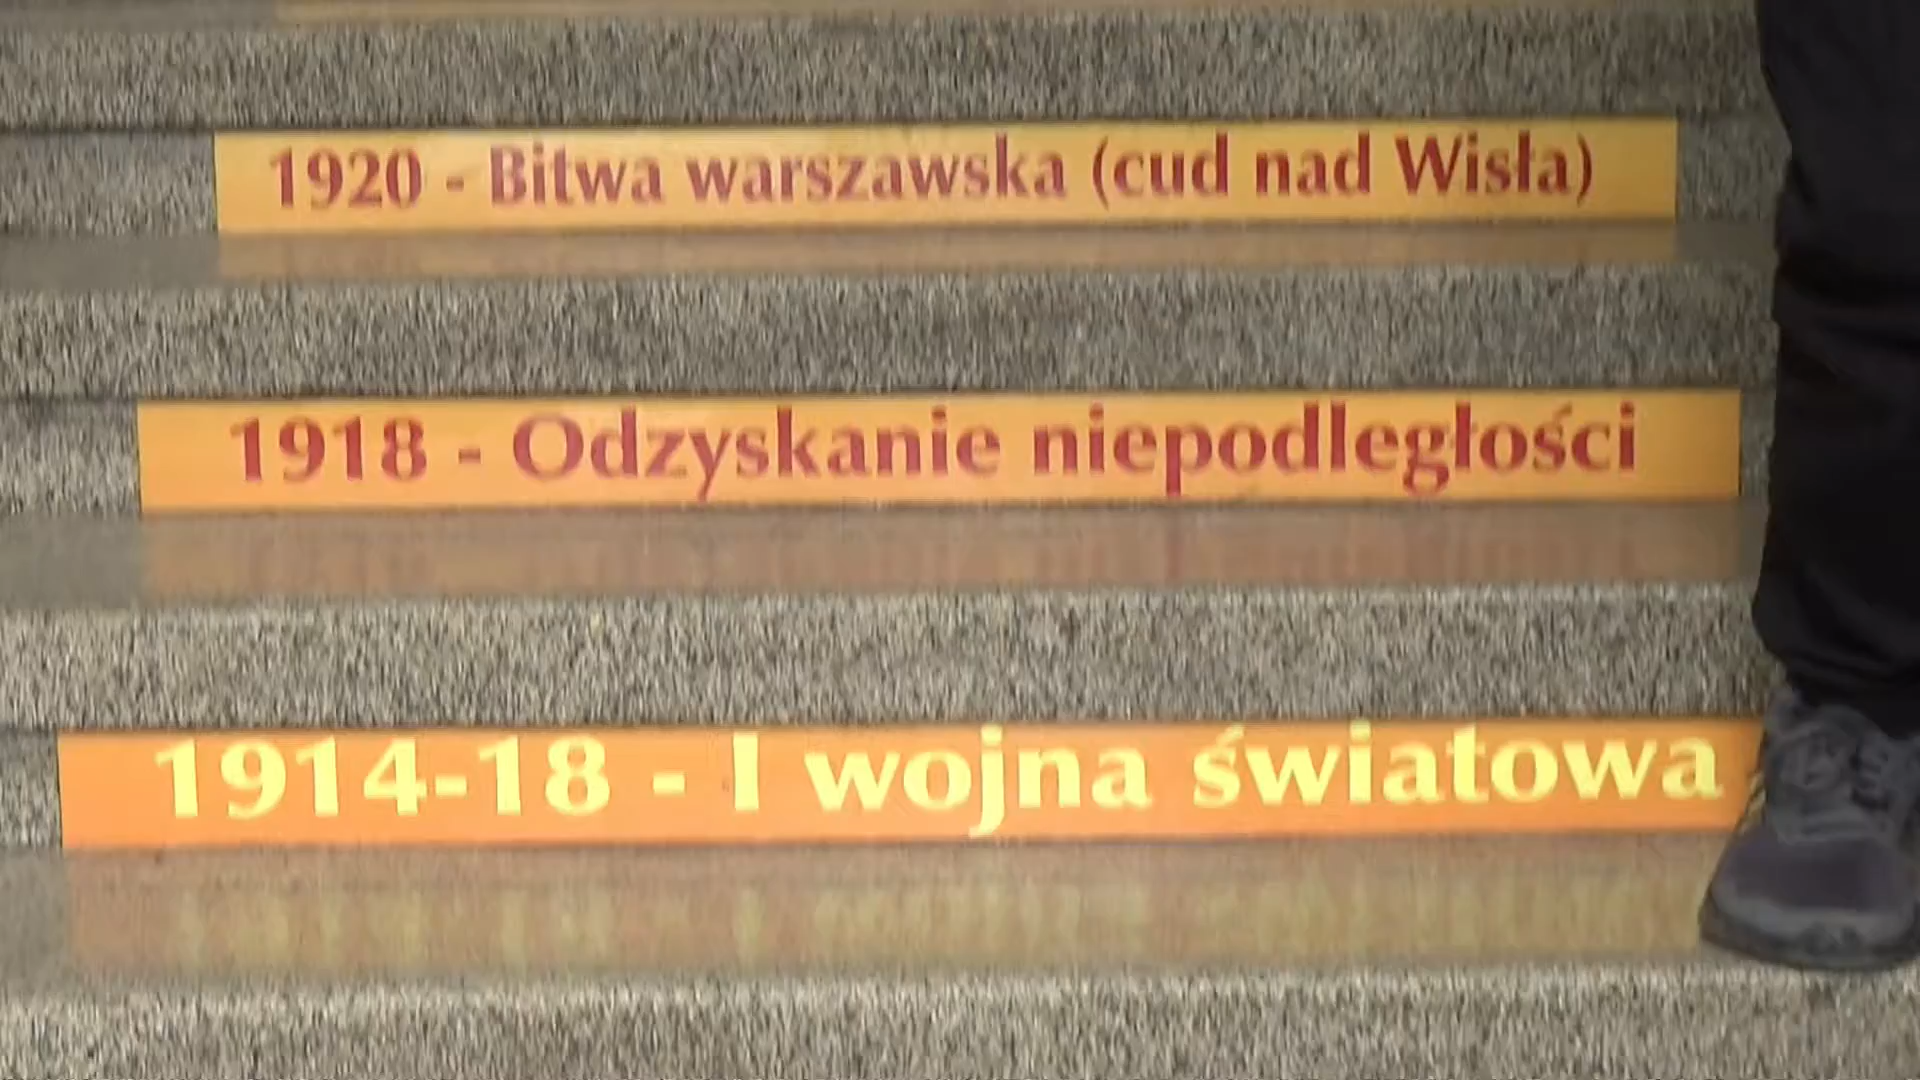 1920 - Bitwa warszawska (cud nad Wisłą)
1918 - Odzyskanie niepodległości
1914-18 - I wojna światowa